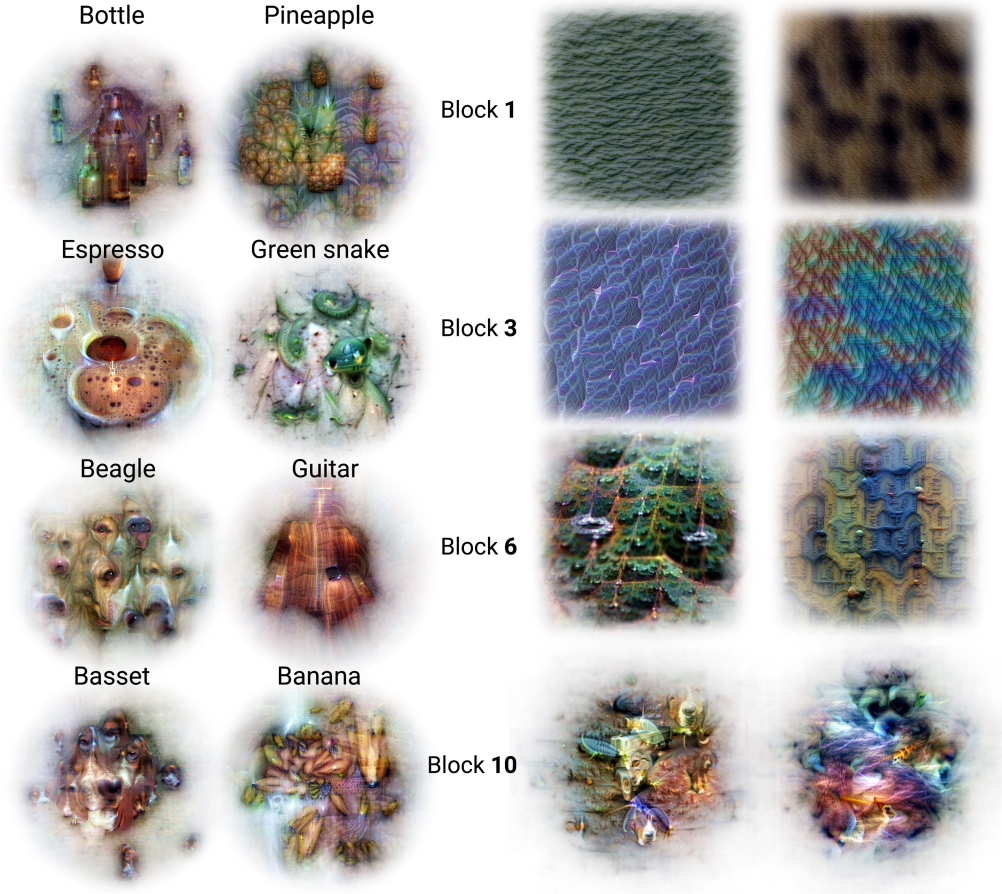 Bottle
Pineapple
Block 1
Espresso
Green snake
Block 3
Beagle
Guitar
Block 6
Basset
Banana
Block 10